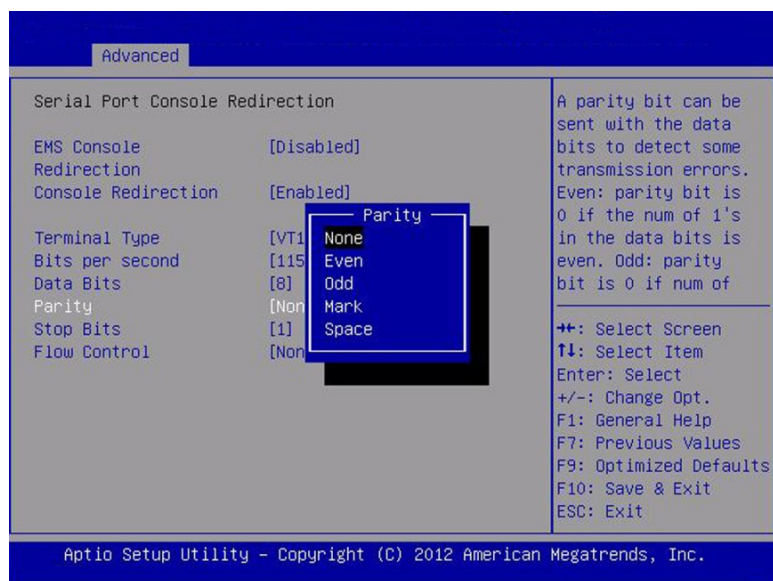 Advanced
Serial Port Console Redirection
EMS Console [Disabled]
Redirection
Console Redirection [Enabled]
Terminal Type [VT1
Bits per second [115
Data Bits [8]
Parity [Non
Stop Bits [1]
Flow Control [Non
Parity
None
Even
Odd
Mark
Space
A parity bit can be
sent with the data
bits to detect some
transmission errors.
Even: parity bit is
0 if the num of 1's
in the data bits is
even. Odd: parity
bit is 0 if num of
→←: Select Screen
↑↓: Select Item
Enter: Select
+/-: Change Opt.
F1: General Help
F7: Previous Values
F9: Optimized Defaults
F10: Save & Exit
ESC: Exit
Aptio Setup Utility – Copyright (C) 2012 American Megatrends, Inc.